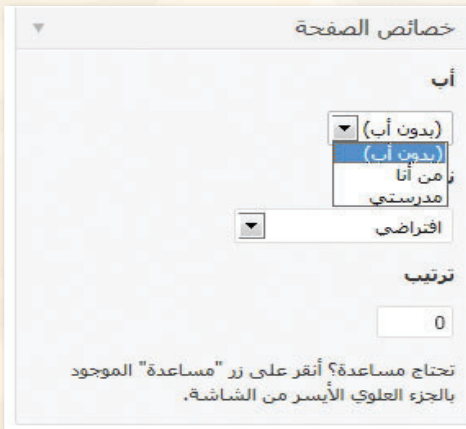 خصائص الصفحة
أب
(بدون أب)
(بدون أب)
من أنا
مدرستي
افتراضي
ترتيب
0
تحتاج مساعدة؟ أنقر على زر "مساعدة" الموجود
بالجزء العلوي الأيسر من الشاشة.